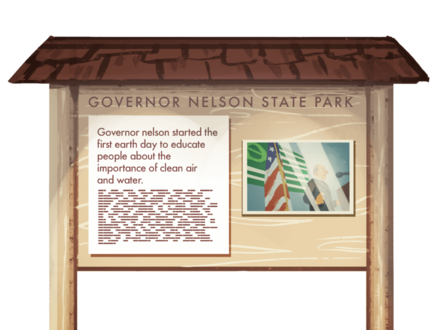 GOVERNOR NELSON STATE PARK
Governor nelson started the
first earth day to educate
people about the
importance of clean air
and water.